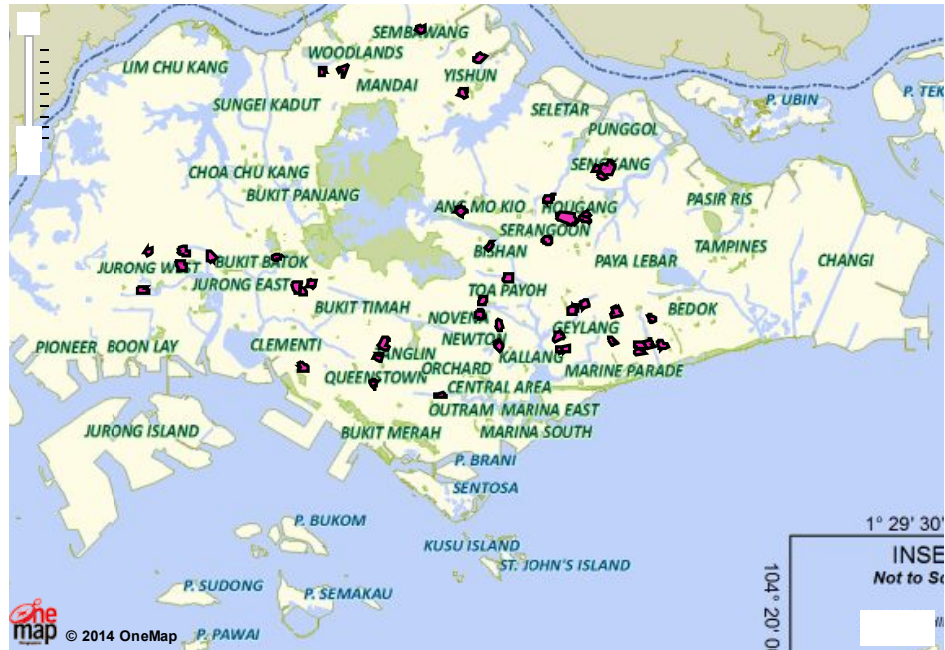 SEMBAWANG
WOODLANDS
LIM CHU KANG
MANDAI
YISHUN
SUNGEI KADUT
SELETAR
P. UBIN
P. TEK
PUNGGOL
SENGKANG
CHOA CHU KANG
BUKIT PANJANG
PASIR RIS
ANG MO KIO
HOUGANG
SERANGOON
BISHAN
TAMPINES
PAYA LEBAR
CHANGI
JURONG WEST
BUKIT BATOK
JURONG EAST
TOA PAYOH
BUKIT TIMAH
BEDOK
NOVENA
GEYLANG
NEWTON
PIONEER
BOON LAY
CLEMENTI
TANGLIN
KALLANG
ORCHARD
MARINE PARADE
QUEENSTOWN
CENTRAL AREA
OUTRAM
MARINA EAST
JURONG ISLAND
BUKIT MERAH
MARINA SOUTH
P. BRANI
SENTOSA
P. BUKOM
KUSU ISLAND
ST. JOHN'S ISLAND
P. SUDONG
P. SEMAKAU
P. PAWAI
1° 29' 30'
INSE
Not to Sc
104° 20' 0
One
map
© 2014 OneMap